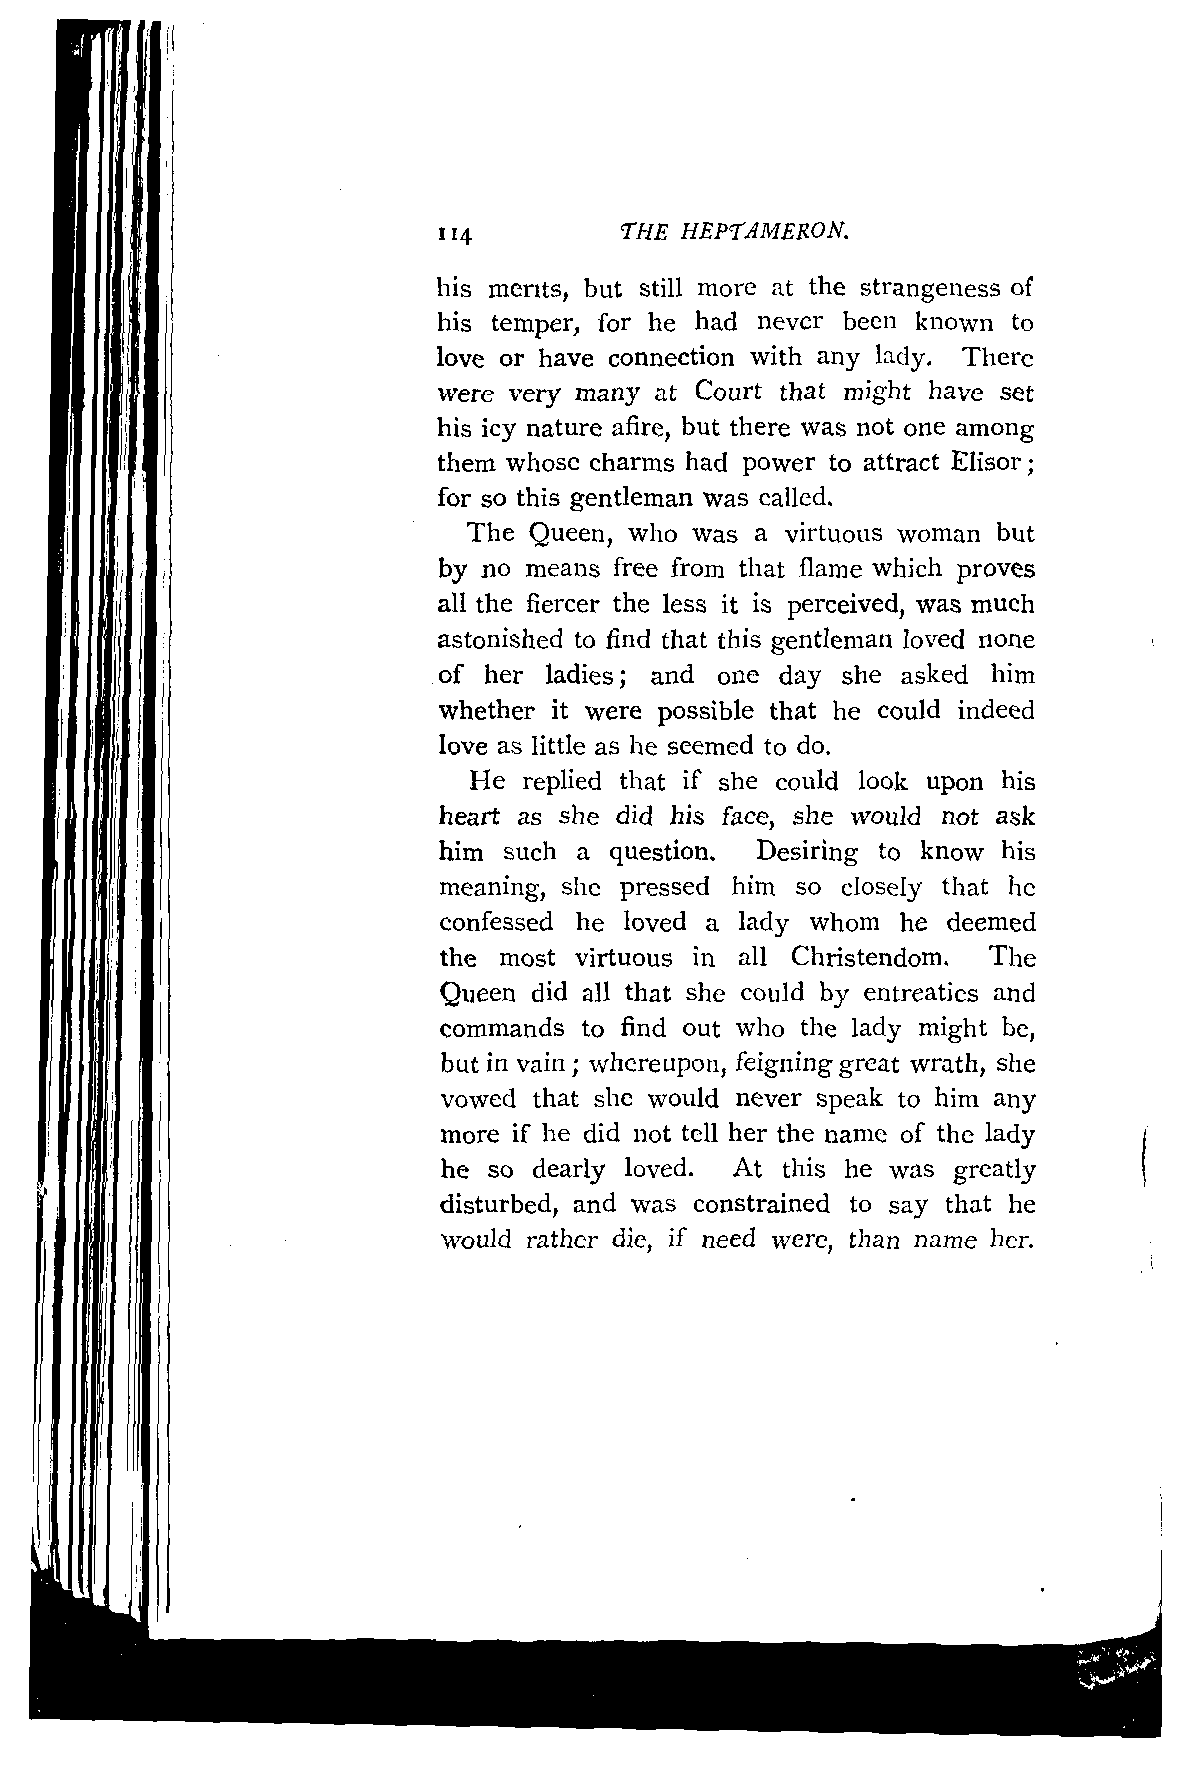 114 THE HEPTAMERON.
his merits, but still more at the strangeness of
his temper, for he had never been known to
love or have connection with any lady. There
were very many at Court that might have set
his icy nature afire, but there was not one among
them whose charms had power to attract Elisor;
for so this gentleman was called.
The Queen, who was a virtuous woman but
by no means free from that flame which proves
all the fiercer the less it is perceived, was much
astonished to find that this gentleman loved none
of her ladies; and one day she asked him
whether it were possible that he could indeed
love as little as he seemed to do.
He replied that if she could look upon his
heart as she did his face, she would not ask
him such a question. Desiring to know his
meaning, she pressed him so closely that he
confessed he loved a lady whom he deemed
the most virtuous in all Christendom. The
Queen did all that she could by entreaties and
commands to find out who the lady might be,
but in vain; whereupon, feigning great wrath, she
vowed that she would never speak to him any
more if he did not tell her the name of the lady
he so dearly loved. At this he was greatly
disturbed, and was constrained to say that he
would rather die, if need were, than name her.